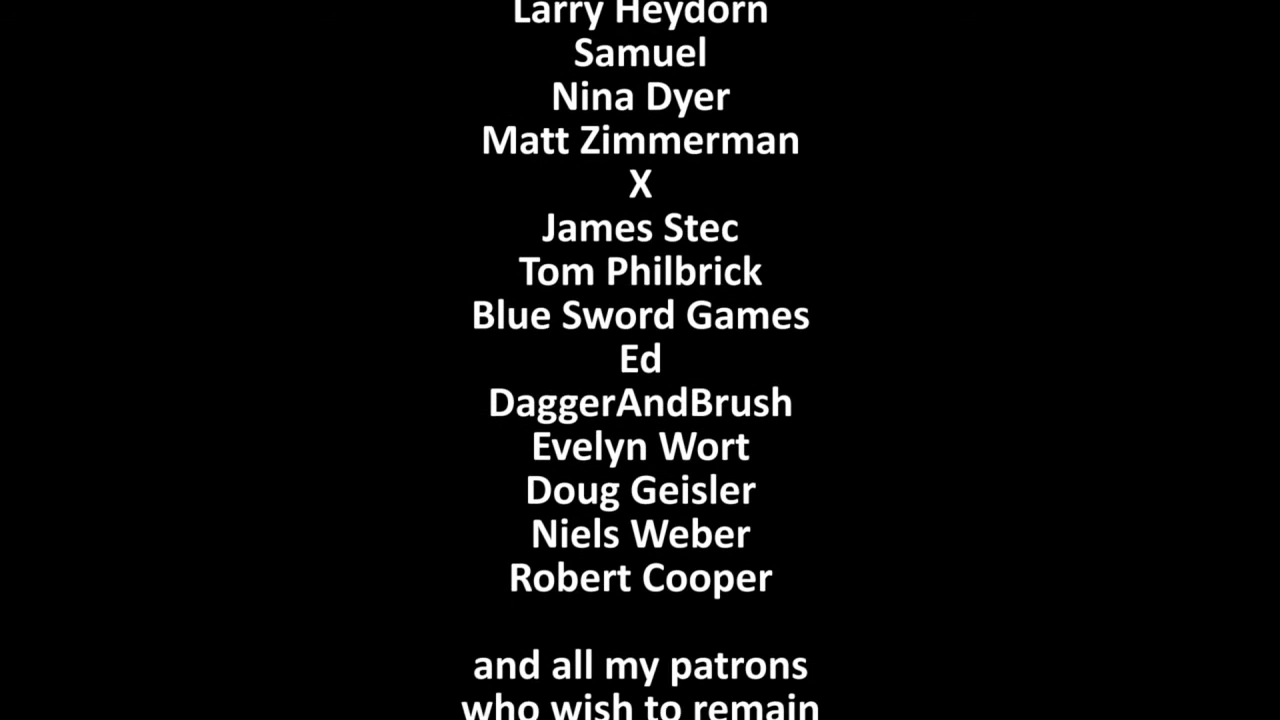 Larry Heydorn
Samuel
Nina Dyer
Matt Zimmerman
X
James Stec
Tom Philbrick
Blue Sword Games
Ed
DaggerAndBrush
Evelyn Wort
Doug Geisler
Niels Weber
Robert Cooper
and all my patrons
who wish to remain